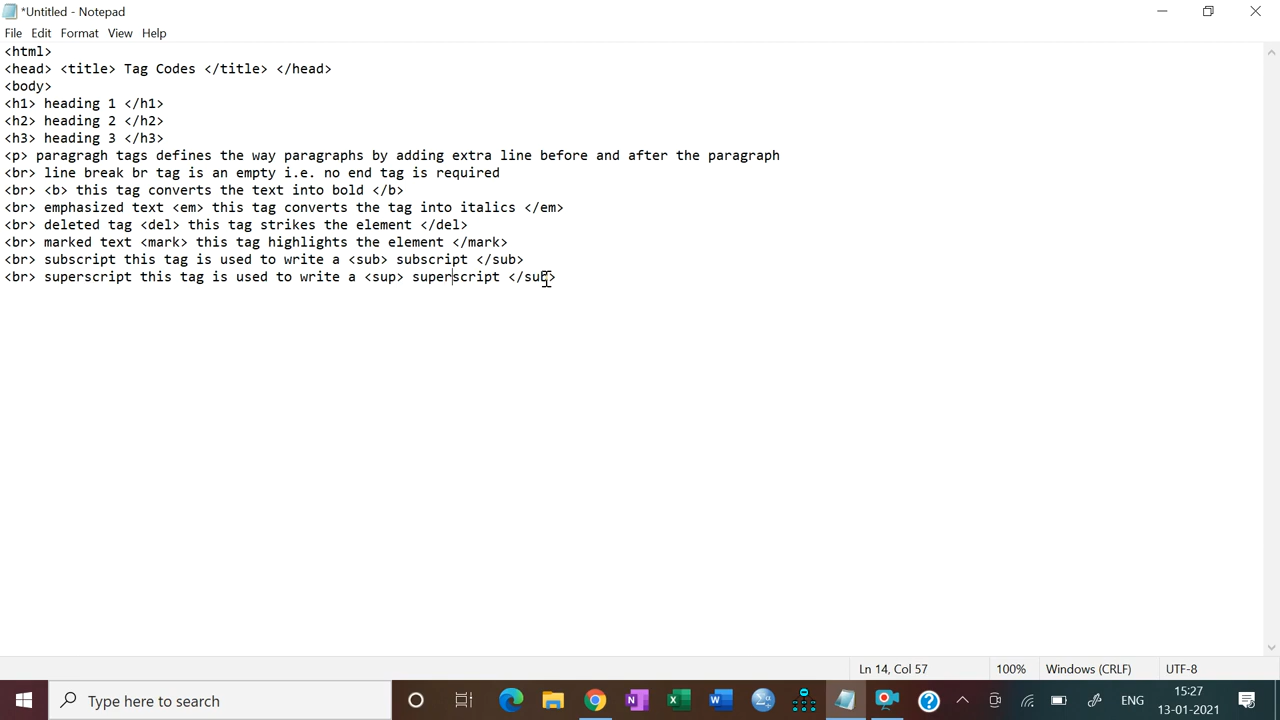 *Untitled - Notepad
File Edit Format View Help
<html>
<head> <title> Tag Codes </title> </head>
<body>
<h1> heading 1 </h1>
<h2> heading 2 </h2>
<h3> heading 3 </h3>
<p> paragragh tags defines the way paragraphs by adding extra line before and after the paragraph
<br> line break br tag is an empty i.e. no end tag is required
<br> <b> this tag converts the text into bold </b>
<br> emphasized text <em> this tag converts the tag into italics </em>
<br> deleted tag <del> this tag strikes the element </del>
<br> marked text <mark> this tag highlights the element </mark>
<br> subscript this tag is used to write a <sub> subscript </sub>
<br> superscript this tag is used to write a <sup> superscript </sub>
Ln 14, Col 57 100% Windows (CRLF) UTF-8
Type here to search
ENG
15:27
13-01-2021